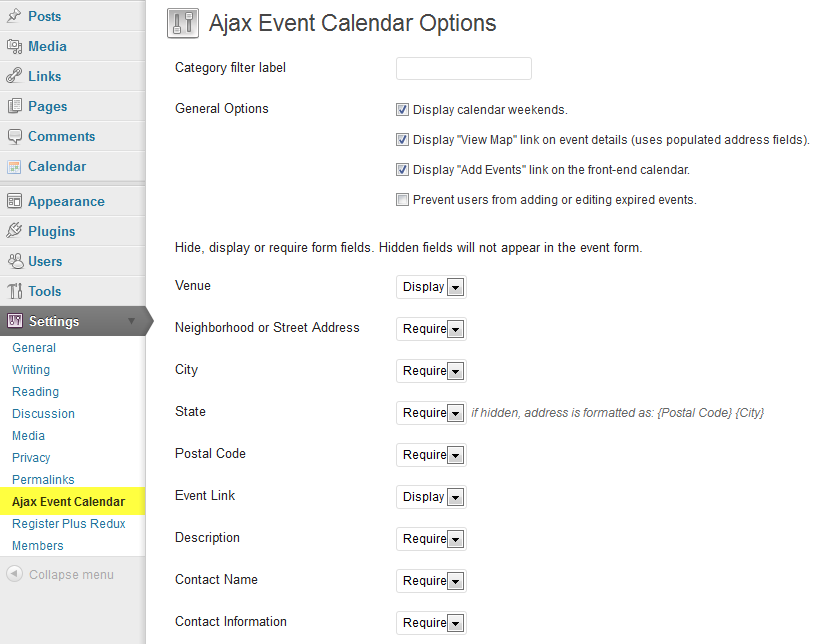 Posts
Media
Links
Pages
Comments
Calendar
Appearance
Plugins
Users
Tools
Settings
General
Writing
Reading
Discussion
Media
Privacy
Permalinks
Ajax Event Calendar
Register Plus Redux
Members
Collapse menu
Ajax Event Calendar Options
Category filter label
General Options
Display calendar weekends.
Display "View Map" link on event details (uses populated address fields).
Display "Add Events" link on the front-end calendar.
Prevent users from adding or editing expired events.
Hide, display or require form fields. Hidden fields will not appear in the event form.
Venue Display
Neighborhood or Street Address Require
City Require
State Require if hidden, address is formatted as: {Postal Code} {City}
Postal Code Require
Event Link Display
Description Require
Contact Name Require
Contact Information Require